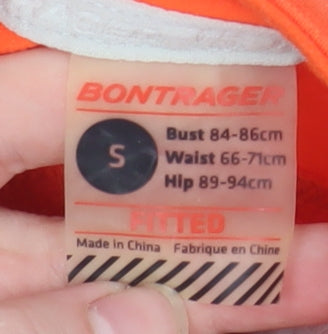 BONTRAGER
S
Bust 84-86cm
Waist 66-71cm
Hip 89-94cm
FITTED
Made in China Fabrique en Chine